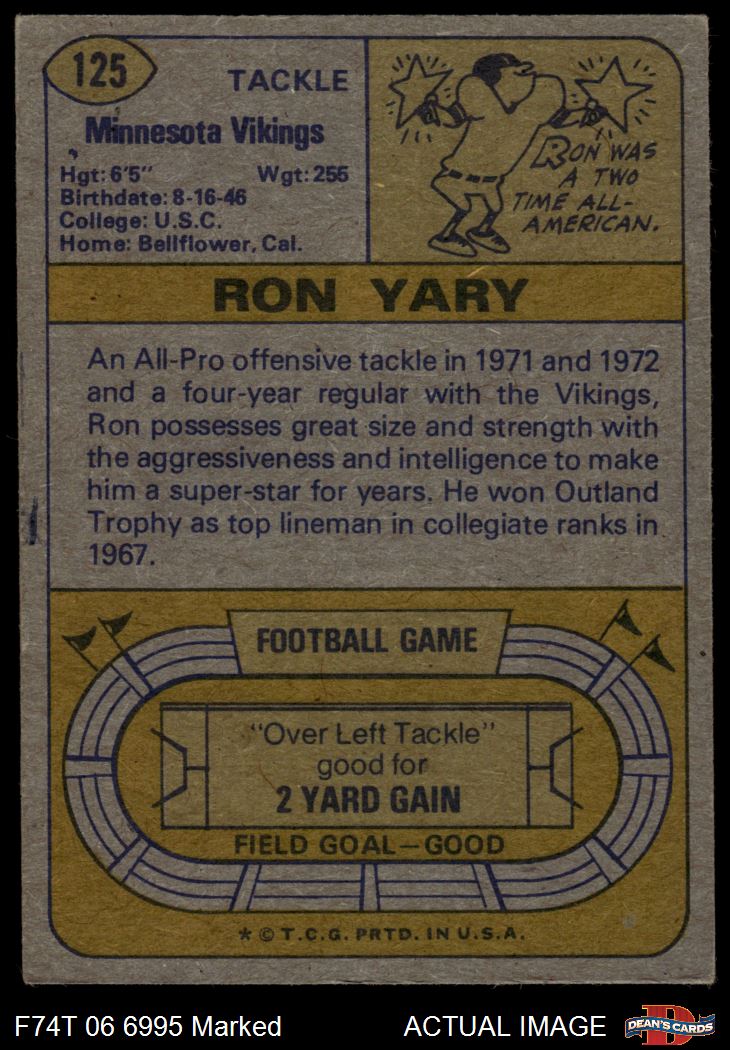 125
TACKLE
Minnesota Vikings
Hgt: 6'5" Wgt: 255
Birthdate: 8-16-46
College: U.S.C.
Home: Bellflower, Cal.
RON WAS
A TWO
TIME ALL-
AMERICAN.
RON YARY
An All-Pro offensive tackle in 1971 and 1972
and a four-year regular with the Vikings,
Ron possesses great size and strength with
the aggressiveness and intelligence to make
him a super-star for years. He won Outland
Trophy as top lineman in collegiate ranks in
1967.
FOOTBALL GAME
"Over Left Tackle"
good for
2 YARD GAIN
FIELD GOAL—GOOD
* © T.C.G. PRTD. IN U.S.A.
F74T 06 6995 Marked ACTUAL IMAGE
D
DEAN'S CARDS